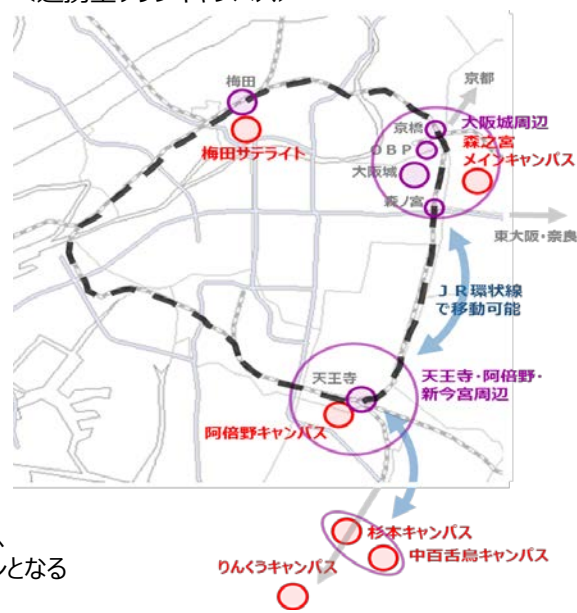 梅田
梅田サテライト
京都
京橋
大阪城周辺
ＯＢＰ
森之宮
メインキャンパス
大阪城
森ノ宮
東大阪・奈良
ＪＲ環状線
で移動可能
天王寺
天王寺・阿倍野・
新今宮周辺
阿倍野キャンパス
杉本キャンパス
中百舌鳥キャンパス
りんくうキャンパス
、
ンとなる